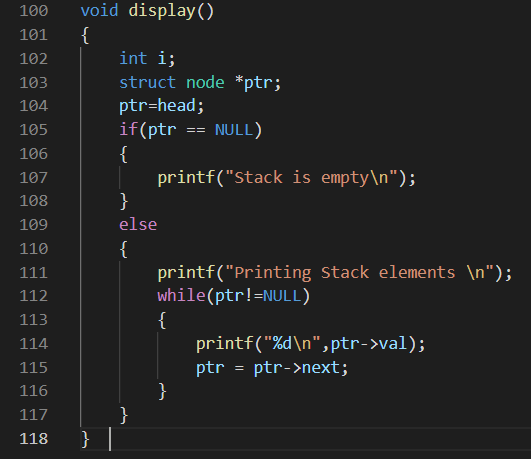 100 void display()
101 {
102     int i;
103     struct node *ptr;
104     ptr=head;
105     if(ptr == NULL)
106     {
107         printf("Stack is empty\n");
108     }
109     else
110     {
111         printf("Printing Stack elements \n");
112         while(ptr!=NULL)
113         {
114             printf("%d\n",ptr->val);
115             ptr = ptr->next;
116         }
117     }
118 }